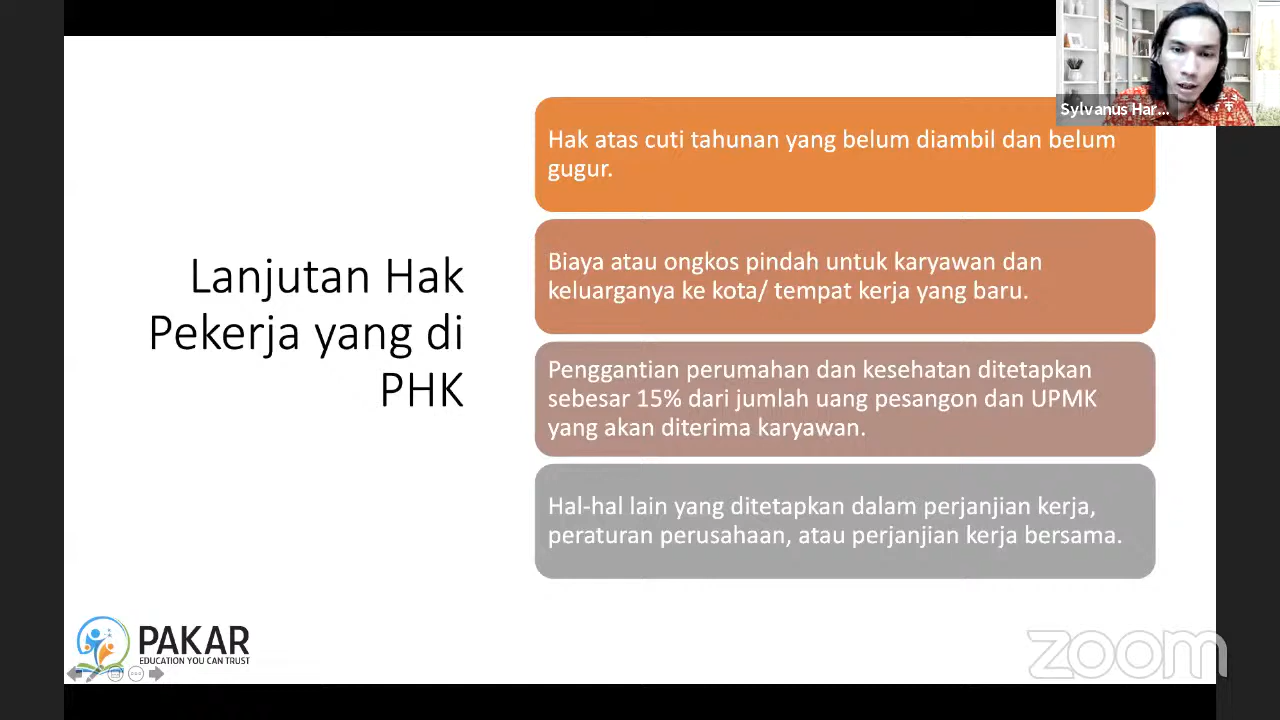 Sylvanus Har...
Hak atas cuti tahunan yang belum diambil dan belum
gugur.
Lanjutan Hak
Pekerja yang di
PHK
Biaya atau ongkos pindah untuk karyawan dan
keluarganya ke kota/ tempat kerja yang baru.
Penggantian perumahan dan kesehatan ditetapkan
sebesar 15% dari jumlah uang pesangon dan UPMK
yang akan diterima karyawan.
Hal-hal lain yang ditetapkan dalam perjanjian kerja,
peraturan perusahaan, atau perjanjian kerja bersama.
PAKAR
EDUCATION YOU CAN TRUST
zoom